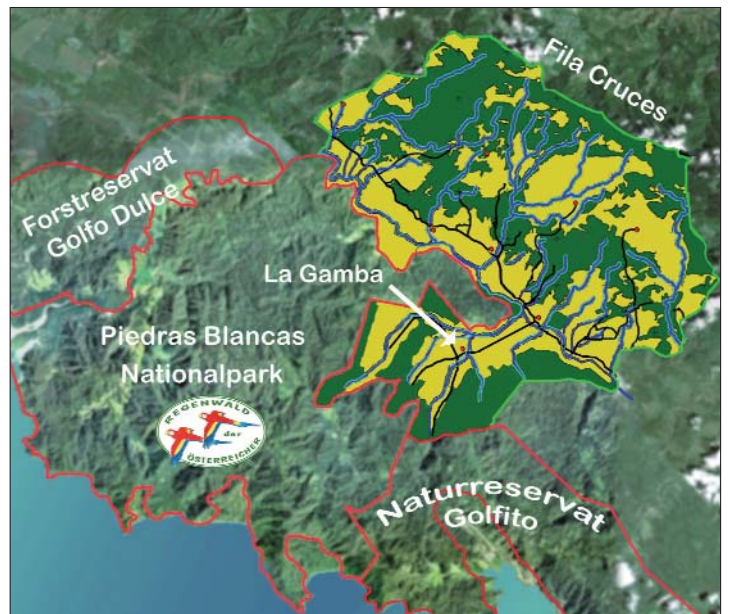 Fila Cruces
Forstreservat
Golfo Dulce
La Gamba
Piedras Blancas
Nationalpark
REGENWALD
der
ÖSTERREICHER
Naturreservat
Golfito